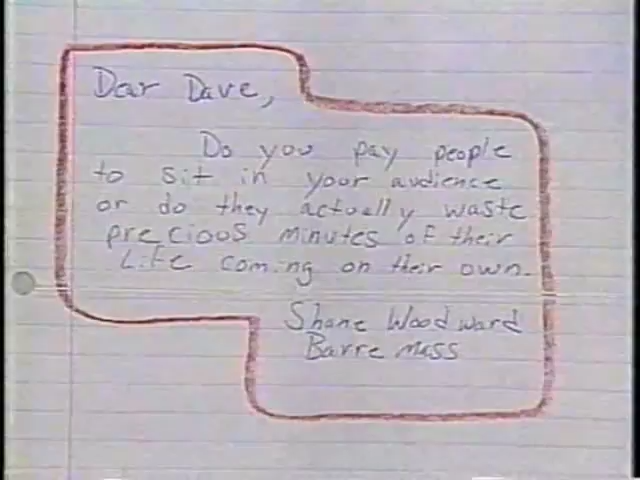 Dear Dave,
Do you pay people
to sit in your audience
or do they actually waste
precious minutes of their
Life coming on their own.
Shane Woodward
Barre Mass